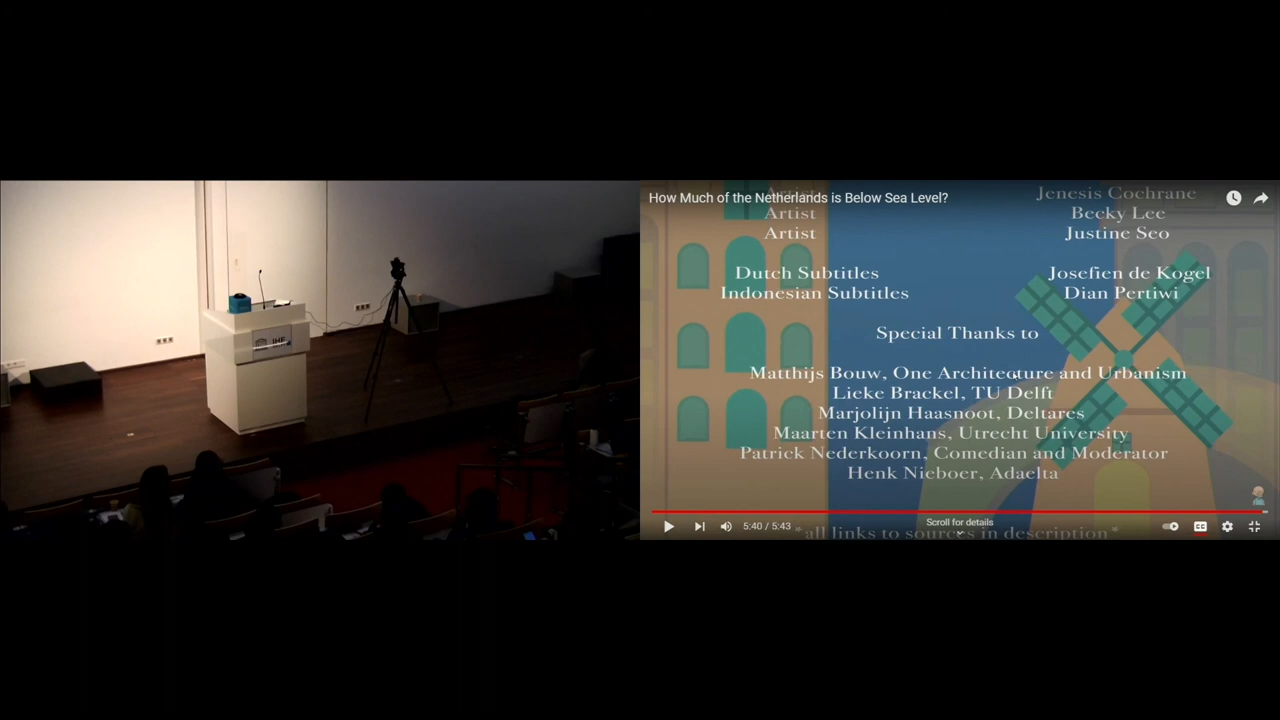 IHE
How Much of the Netherlands is Below Sea Level?
Artist Jenesis Cochrane
Artist Becky Lee
Artist Justine Seo
Dutch Subtitles Josefien de Kogel
Indonesian Subtitles Dian Pertiwi
Special Thanks to
Matthijs Bouw, One Architecture and Urbanism
Lieke Brackel, TU Delft
Marjolijn Haasnoot, Deltares
Maarten Kleinhans, Utrecht University
Patrick Nederkoorn, Comedian and Moderator
Henk Nieboer, Adaelta
5:40 / 5:43
Scroll for details
CC
*all links to sources in description*